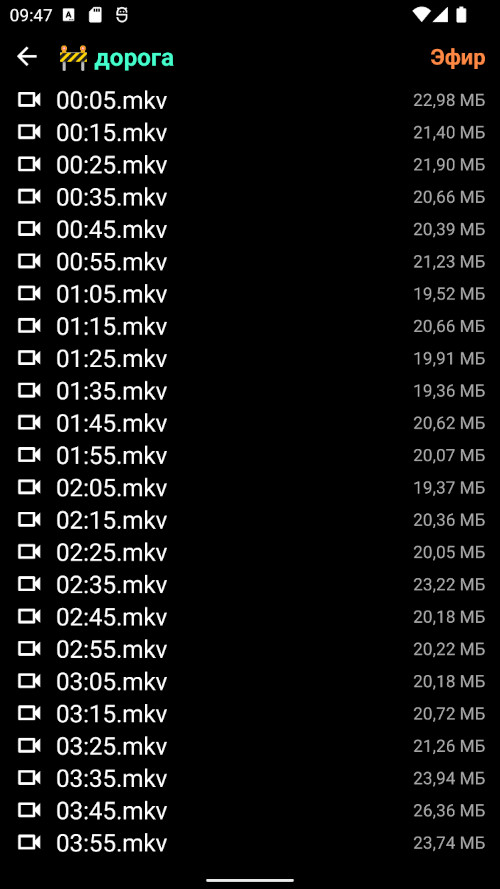 09:47
дорога Эфир
00:05.mkv 22,98 МБ
00:15.mkv 21,40 МБ
00:25.mkv 21,90 МБ
00:35.mkv 20,66 МБ
00:45.mkv 20,39 МБ
00:55.mkv 21,23 МБ
01:05.mkv 19,52 МБ
01:15.mkv 20,66 МБ
01:25.mkv 19,91 МБ
01:35.mkv 19,36 МБ
01:45.mkv 20,62 МБ
01:55.mkv 20,07 МБ
02:05.mkv 19,37 МБ
02:15.mkv 20,36 МБ
02:25.mkv 20,05 МБ
02:35.mkv 23,22 МБ
02:45.mkv 20,18 МБ
02:55.mkv 20,22 МБ
03:05.mkv 20,18 МБ
03:15.mkv 20,72 МБ
03:25.mkv 21,26 МБ
03:35.mkv 23,94 МБ
03:45.mkv 26,36 МБ
03:55.mkv 23,74 МБ